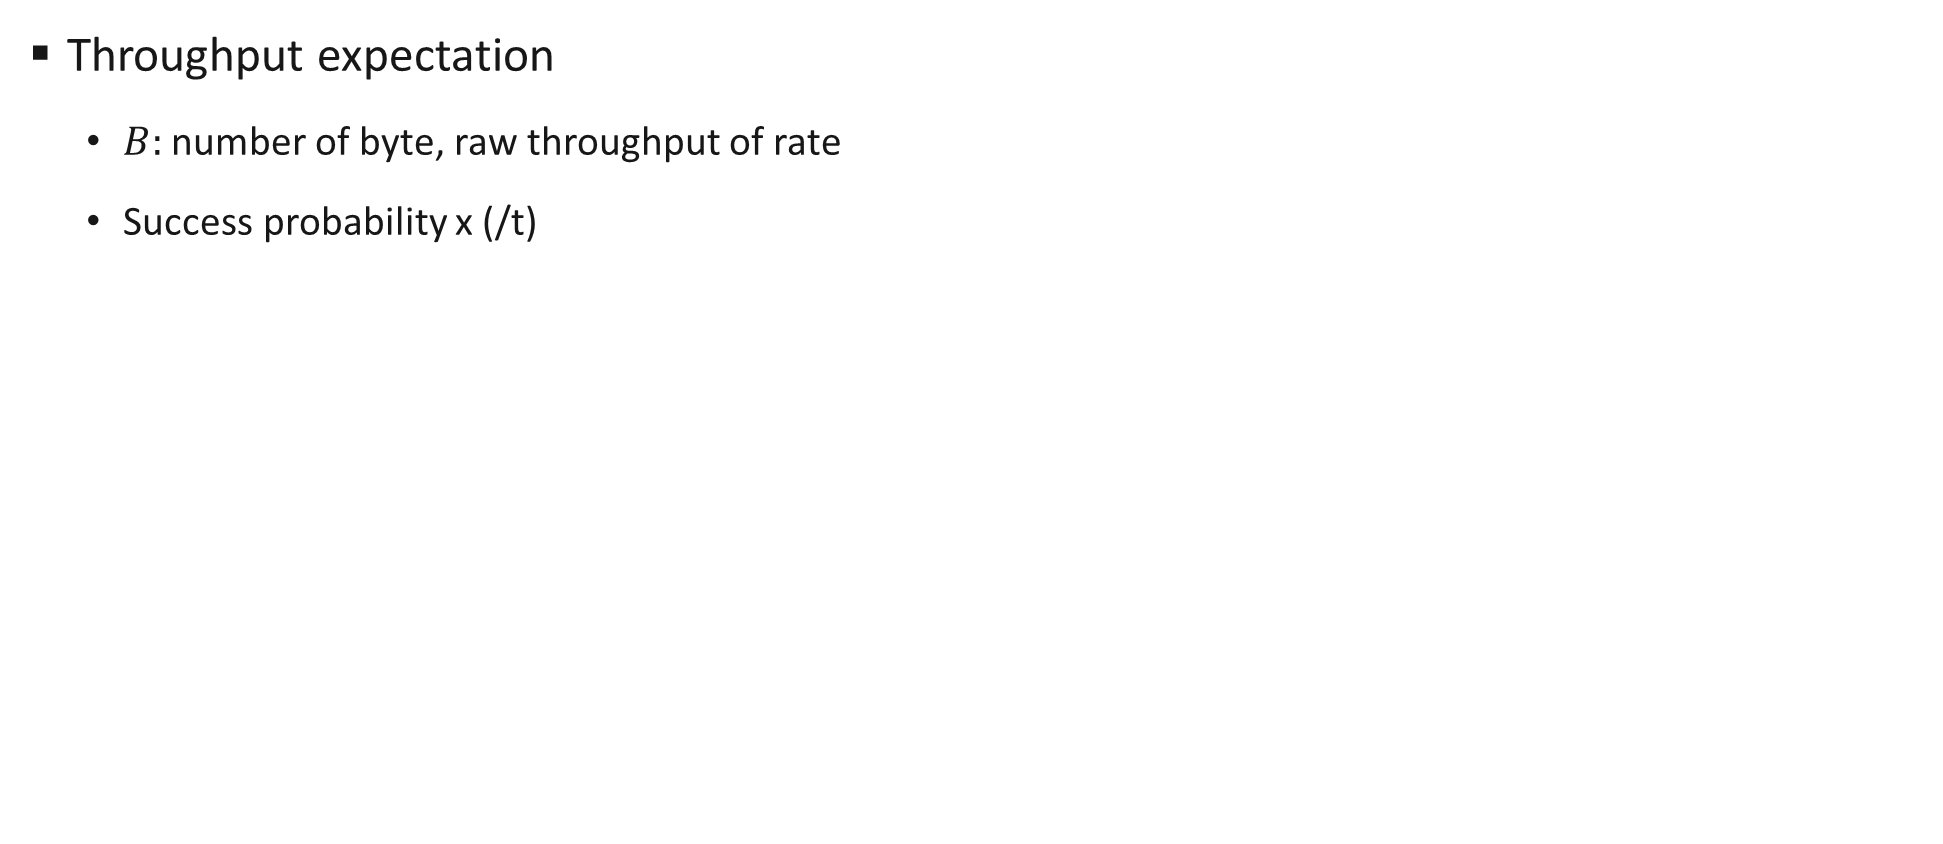 ▪ Throughput expectation
• B: number of byte, raw throughput of rate
• Success probability x (/t)